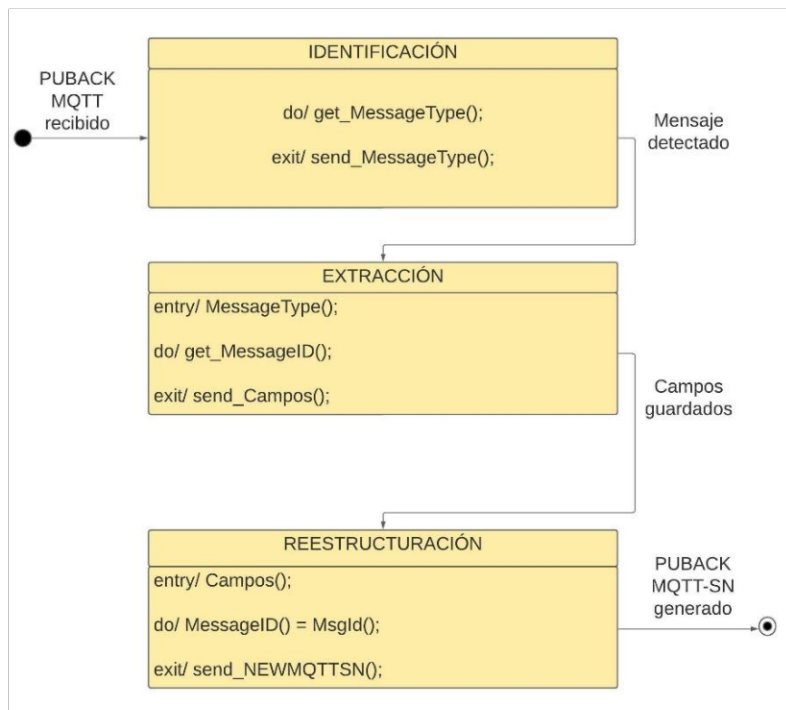 IDENTIFICACIÓN
PUBACK
MQTT
recibido
do/ get_MessageType();
exit/ send_MessageType();
Mensaje
detectado
EXTRACCIÓN
entry/ MessageType();
do/ get_MessageID();
exit/ send_Campos();
Campos
guardados
REESTRUCTURACIÓN
entry/ Campos();
do/ MessageID() = MsgId();
exit/ send_NEWMQTTSN();
PUBACK
MQTT-SN
generado